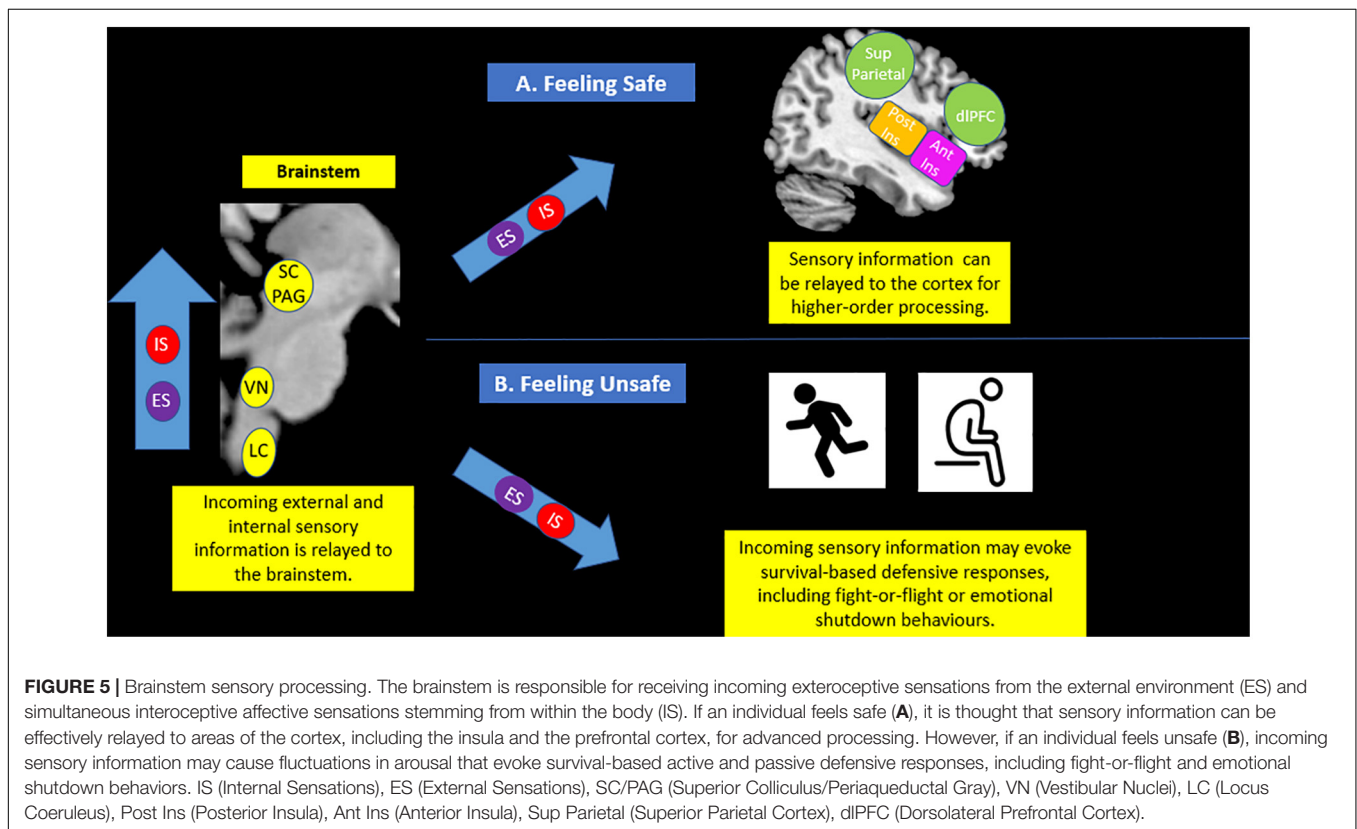 A. Feeling Safe
Sup
Parietal
dlPFC
Post
Ins
Ant
Ins
Brainstem
ES
IS
SC
PAG
IS
ES
VN
LC
Sensory information can
be relayed to the cortex for
higher-order processing.
B. Feeling Unsafe
ES
IS
Incoming external and
internal sensory
information is relayed to
the brainstem.
Incoming sensory information may evoke
survival-based defensive responses,
including fight-or-flight or emotional
shutdown behaviours.
FIGURE 5 | Brainstem sensory processing. The brainstem is responsible for receiving incoming exteroceptive sensations from the external environment (ES) and
simultaneous interoceptive affective sensations stemming from within the body (IS). If an individual feels safe (A), it is thought that sensory information can be
effectively relayed to areas of the cortex, including the insula and the prefrontal cortex, for advanced processing. However, if an individual feels unsafe (B), incoming
sensory information may cause fluctuations in arousal that evoke survival-based active and passive defensive responses, including fight-or-flight and emotional
shutdown behaviors. IS (Internal Sensations), ES (External Sensations), SC/PAG (Superior Colliculus/Periaqueductal Gray), VN (Vestibular Nuclei), LC (Locus
Coeruleus), Post Ins (Posterior Insula), Ant Ins (Anterior Insula), Sup Parietal (Superior Parietal Cortex), dlPFC (Dorsolateral Prefrontal Cortex).